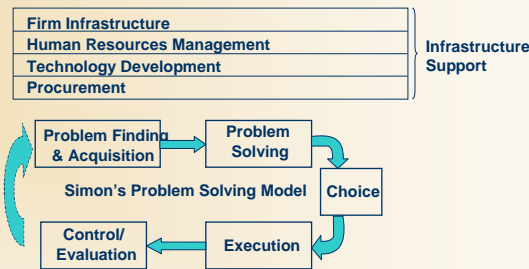 Firm Infrastructure
Human Resources Management
Technology Development
Procurement
Infrastructure
Support
Problem Finding
& Acquisition
Problem
Solving
Simon's Problem Solving Model
Choice
Control/
Evaluation
Execution